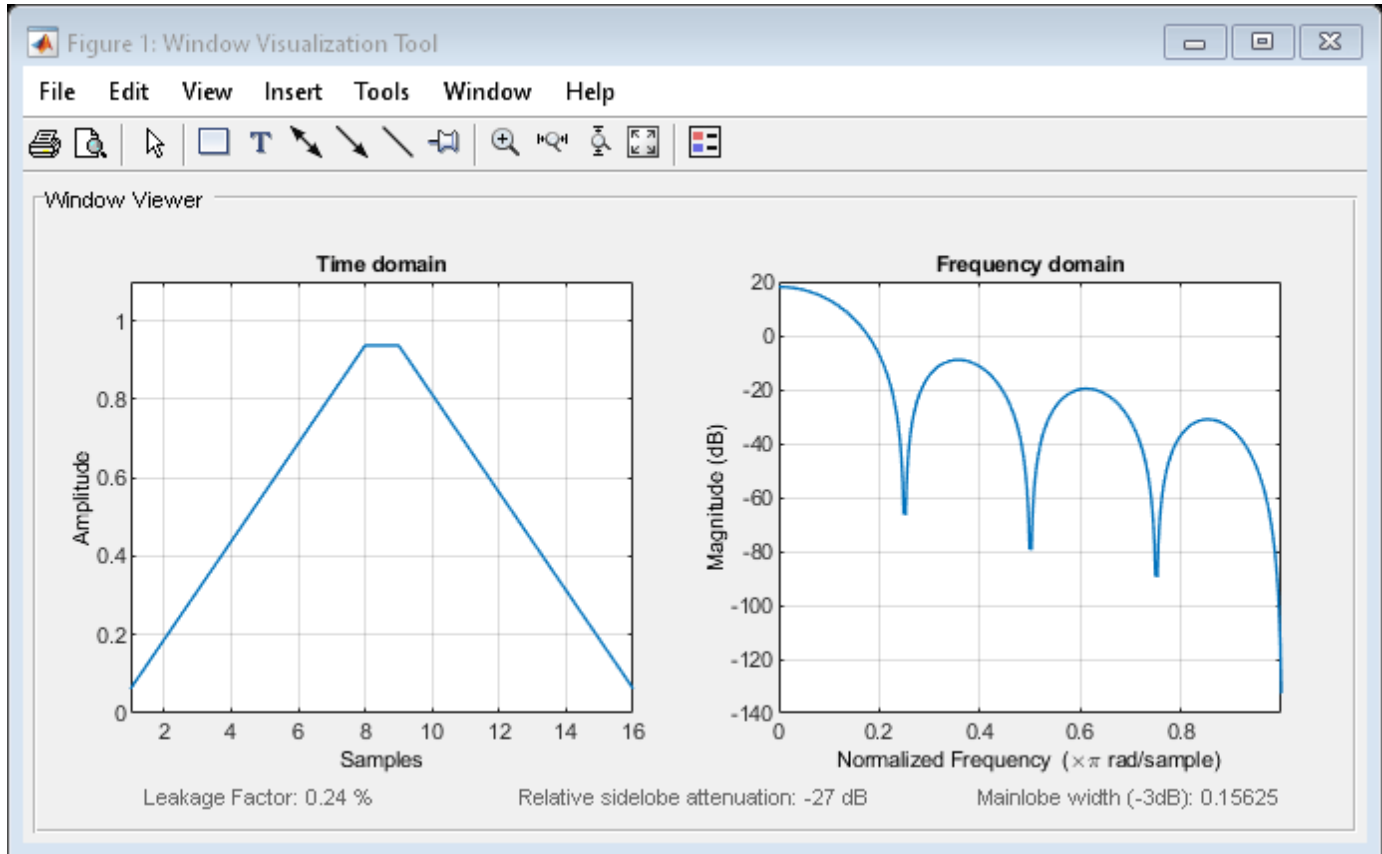 Figure 1: Window Visualization Tool
File Edit View Insert Tools Window Help
T
Window Viewer
Time domain
1
0.8
0.6
0.4
0.2
0
Amplitude
2 4 6 8 10 12 14 16
Samples
Frequency domain
20
0
-20
-40
-60
-80
-100
-120
-140
Magnitude (dB)
0 0.2 0.4 0.6 0.8
Normalized Frequency (×π rad/sample)
Leakage Factor: 0.24 % Relative sidelobe attenuation: -27 dB Mainlobe width (-3dB): 0.15625